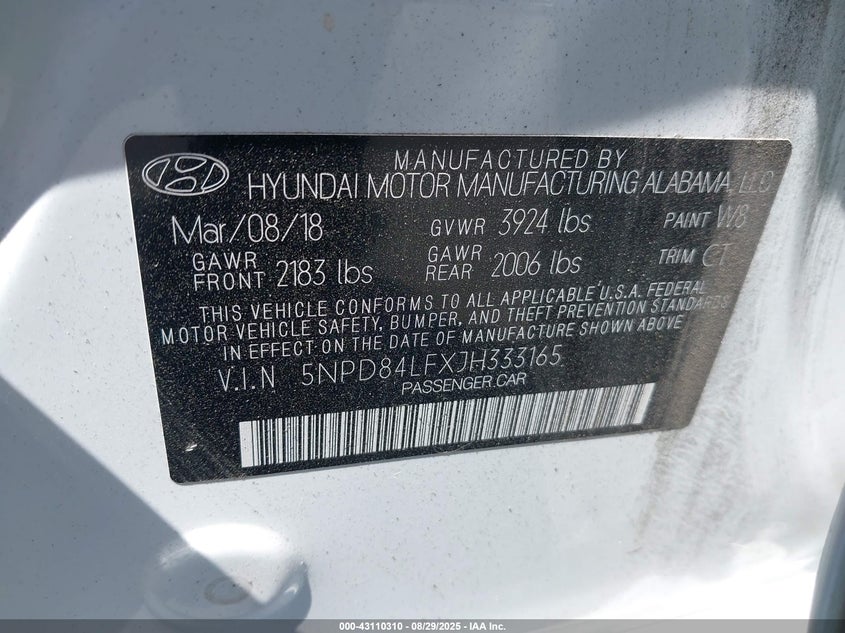 MANUFACTURED BY
HYUNDAI MOTOR MANUFACTURING ALABAMA, LLC
Mar/08/18 GVWR 3924 lbs PAINT W8
GAWR FRONT 2183 lbs GAWR REAR 2006 lbs TRIM CT
THIS VEHICLE CONFORMS TO ALL APPLICABLE U.S.A. FEDERAL
MOTOR VEHICLE SAFETY, BUMPER, AND THEFT PREVENTION STANDARDS
IN EFFECT ON THE DATE OF MANUFACTURE SHOWN ABOVE
V.I.N 5NPD84LFXJH333165
PASSENGER CAR
000-43110310 - 08/29/2025 - IAA Inc.